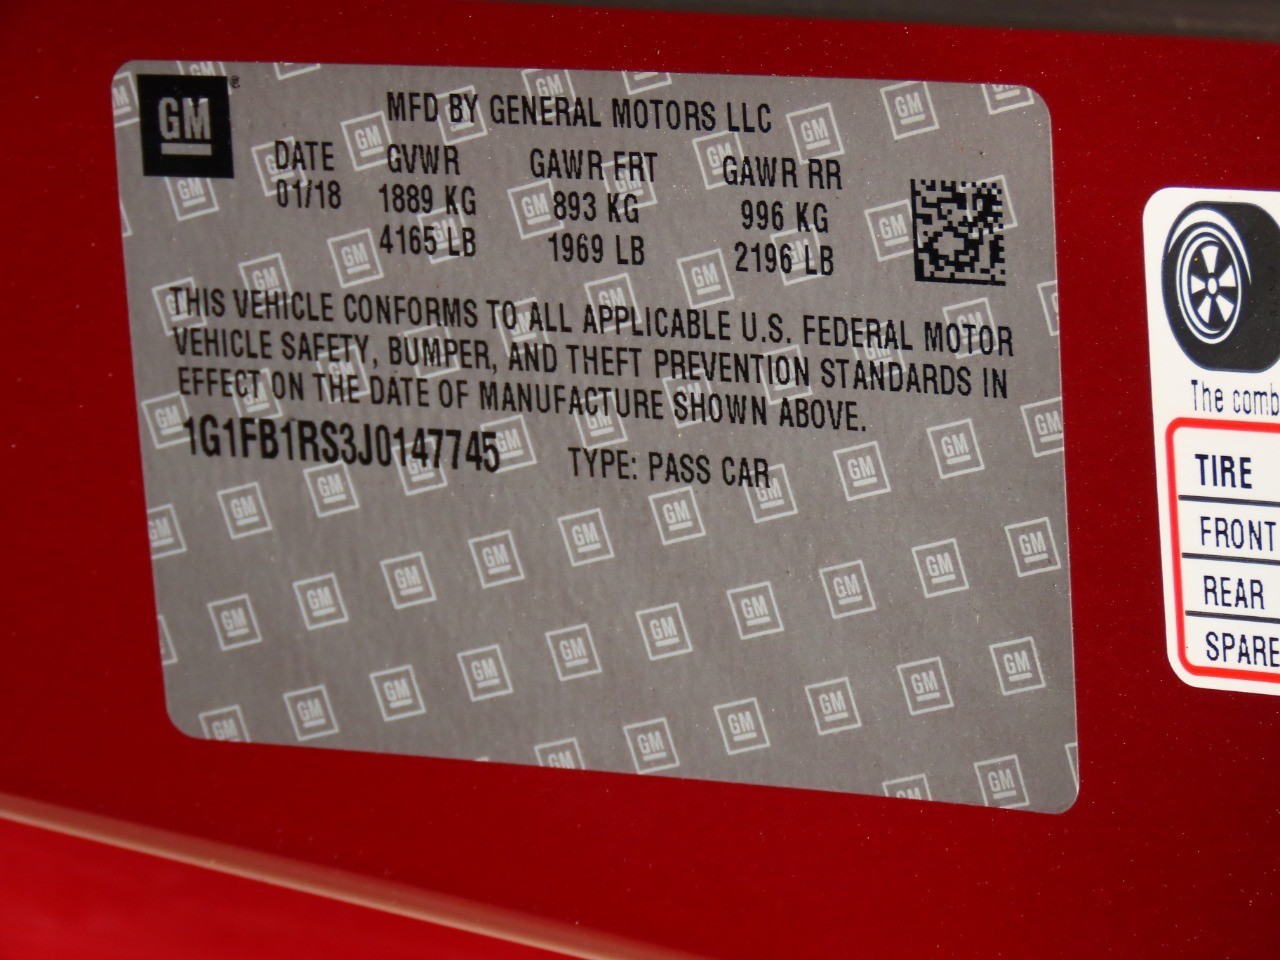 GM ®
MFD BY GENERAL MOTORS LLC
DATE GVWR GAWR FRT GAWR RR
01/18 1889 KG 893 KG 996 KG
4165 LB 1969 LB 2196 LB
THIS VEHICLE CONFORMS TO ALL APPLICABLE U.S. FEDERAL MOTOR
VEHICLE SAFETY, BUMPER, AND THEFT PREVENTION STANDARDS IN
EFFECT ON THE DATE OF MANUFACTURE SHOWN ABOVE.
1G1FB1RS3J0147745 TYPE: PASS CAR
The comb
TIRE
FRONT
REAR
SPARE